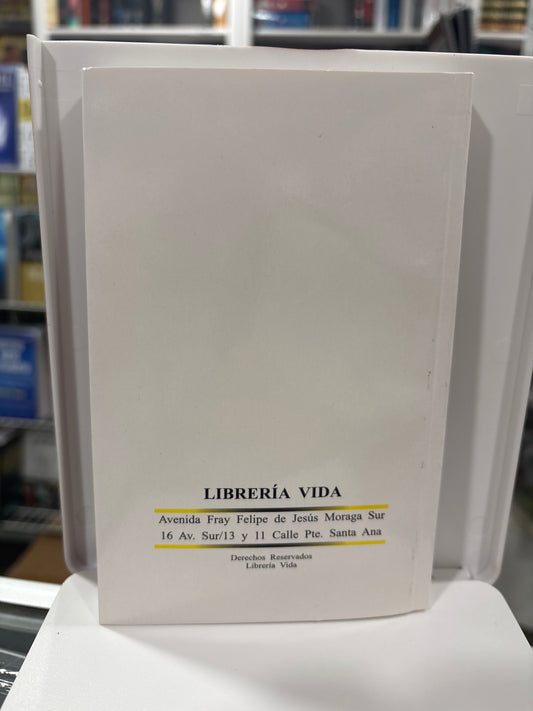 LIBRERÍA VIDA
Avenida Fray Felipe de Jesús Moraga Sur
16 Av. Sur/13 y 11 Calle Pte. Santa Ana
Derechos Reservados
Librería Vida